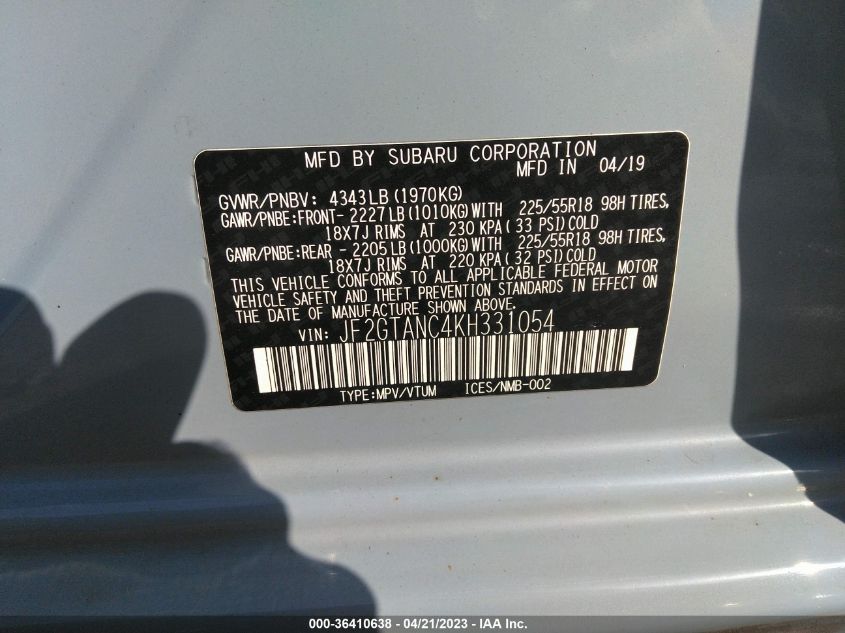 MFD BY SUBARU CORPORATION
MFD IN 04/19
GVWR/PNBV: 4343LB(1970KG)
GAWR/PNBE:FRONT- 2227LB(1010KG)WITH 225/55R18 98H TIRES,
18X7J RIMS AT 230 KPA( 33 PSI)COLD
GAWR/PNBE:REAR - 2205LB(1000KG)WITH 225/55R18 98H TIRES,
18X7J RIMS AT 220 KPA( 32 PSI)COLD
THIS VEHICLE CONFORMS TO ALL APPLICABLE FEDERAL MOTOR
VEHICLE SAFETY AND THEFT PREVENTION STANDARDS IN EFFECT ON
THE DATE OF MANUFACTURE SHOWN ABOVE.
VIN: JF2GTANC4KH331054
TYPE:MPV/VTUM ICES/NMB-002
000-36410638 - 04/21/2023 - IAA Inc.